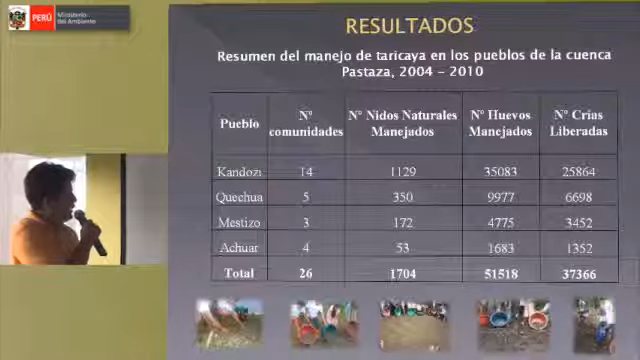 PERÚ
Ministerio
del Ambiente
RESULTADOS
Resumen del manejo de taricaya en los pueblos de la cuenca
Pastaza, 2004 – 2010
Pueblo N° comunidades N° Nidos Naturales Manejados N° Huevos Manejados N° Crías Liberadas
Kandozi 14 1129 35083 25864
Quechua 5 350 9977 6698
Mestizo 3 172 4775 3452
Achuar 4 53 1683 1352
Total 26 1704 51518 37366